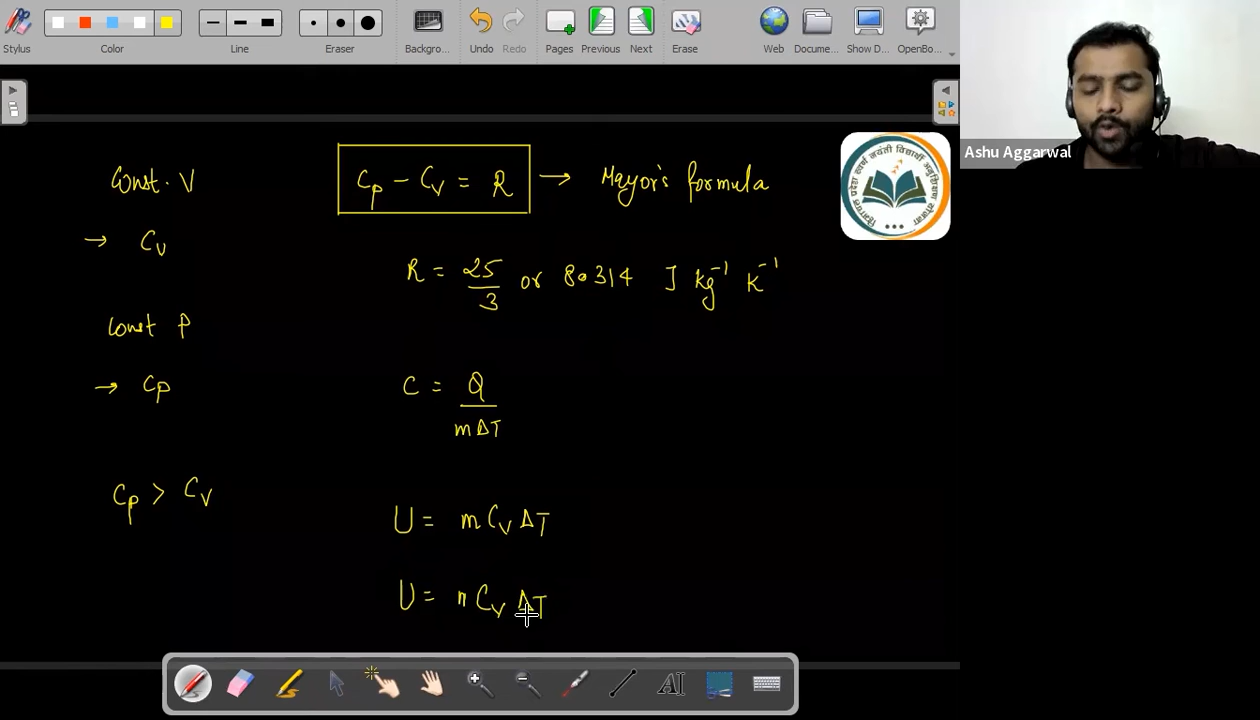 Stylus
Color
Line
Eraser
Backgro...
Undo
Redo
Pages
Previous
Next
Erase
Web
Docume...
Show D...
OpenBo...
Ashu Aggarwal
Const. V
→ Cv
Const P
→ Cp
Cp > Cv
Cp - Cv = R → Mayor's formula
R = 25/3 or 8.314 J kg⁻¹ K⁻¹
C = Q/mΔT
U = m Cv ΔT
U = n Cv ΔT